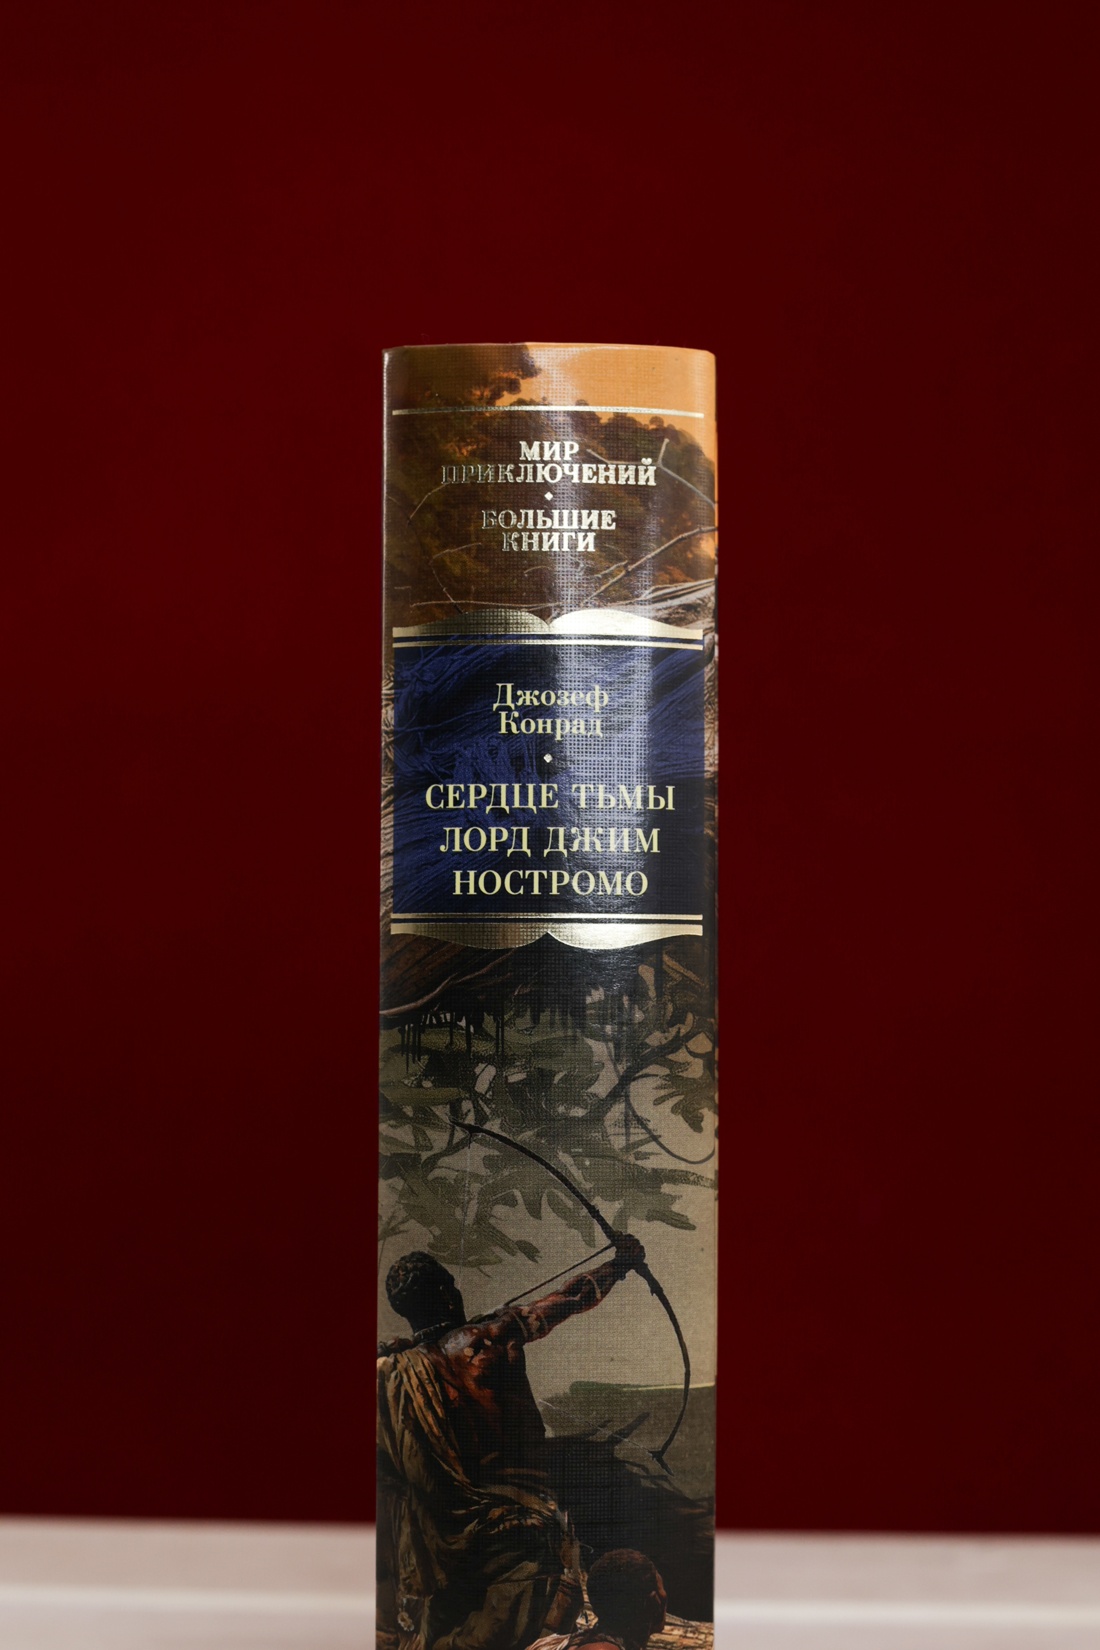 МИР
ПРИКЛЮЧЕНИЙ
БОЛЬШИЕ
КНИГИ
Джозеф
Конрад
СЕРДЦЕ ТЬМЫ
ЛОРД ДЖИМ
НОСТРОМО